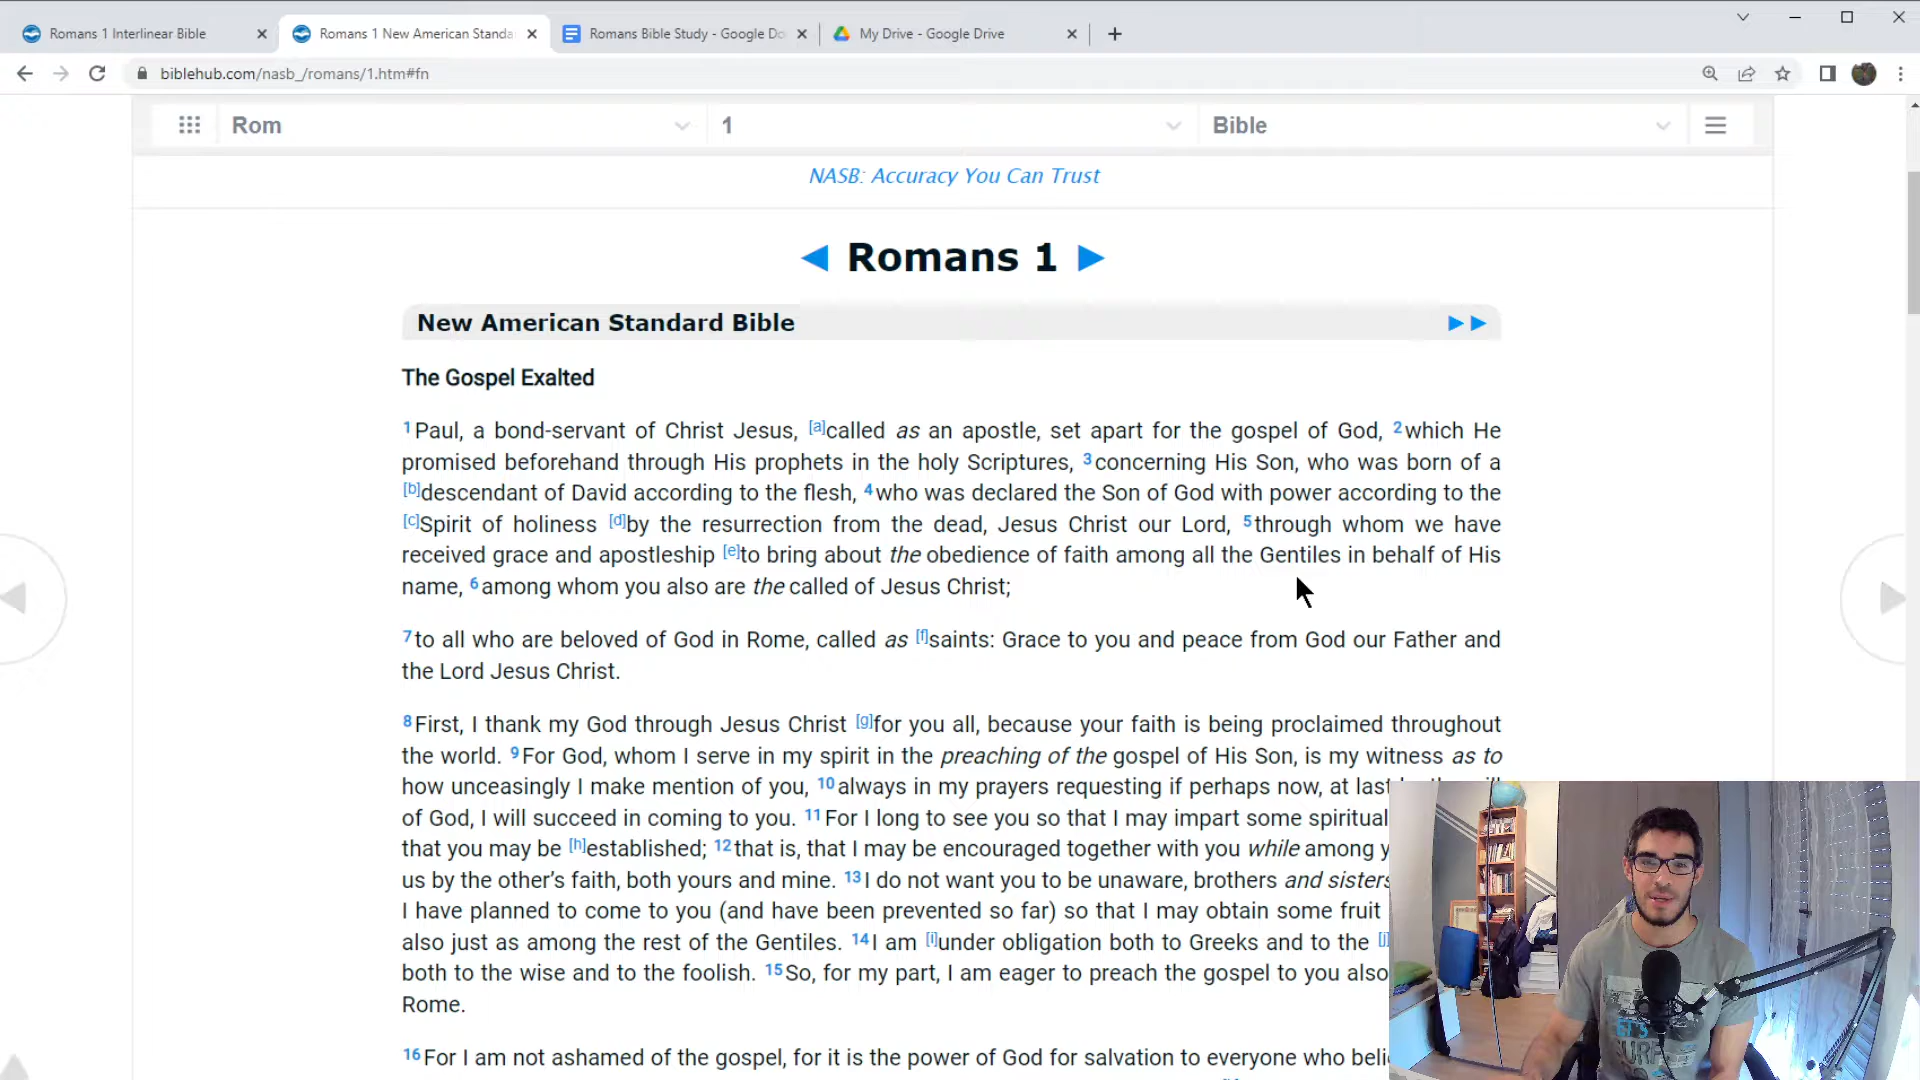 Romans 1 Interlinear Bible
Romans 1 New American Standa
Romans Bible Study - Google Do
My Drive - Google Drive
biblehub.com/nasb_/romans/1.htm#fn
Rom 1 Bible
NASB: Accuracy You Can Trust
Romans 1
New American Standard Bible
The Gospel Exalted
1 Paul, a bond-servant of Christ Jesus, [a]called as an apostle, set apart for the gospel of God, 2 which He
promised beforehand through His prophets in the holy Scriptures, 3 concerning His Son, who was born of a
[b]descendant of David according to the flesh, 4 who was declared the Son of God with power according to the
[c]Spirit of holiness [d]by the resurrection from the dead, Jesus Christ our Lord, 5 through whom we have
received grace and apostleship [e]to bring about the obedience of faith among all the Gentiles in behalf of His
name, 6 among whom you also are the called of Jesus Christ;
7 to all who are beloved of God in Rome, called as [f]saints: Grace to you and peace from God our Father and
the Lord Jesus Christ.
8 First, I thank my God through Jesus Christ [g]for you all, because your faith is being proclaimed throughout
the world. 9 For God, whom I serve in my spirit in the preaching of the gospel of His Son, is my witness as to
how unceasingly I make mention of you, 10 always in my prayers requesting if perhaps now, at last
of God, I will succeed in coming to you. 11 For I long to see you so that I may impart some spiritual
that you may be [h]established; 12 that is, that I may be encouraged together with you while among y
us by the other's faith, both yours and mine. 13 I do not want you to be unaware, brothers and sisters
I have planned to come to you (and have been prevented so far) so that I may obtain some fruit
also just as among the rest of the Gentiles. 14 I am [i]under obligation both to Greeks and to the [j]
both to the wise and to the foolish. 15 So, for my part, I am eager to preach the gospel to you also
Rome.
16 For I am not ashamed of the gospel, for it is the power of God for salvation to everyone who beli